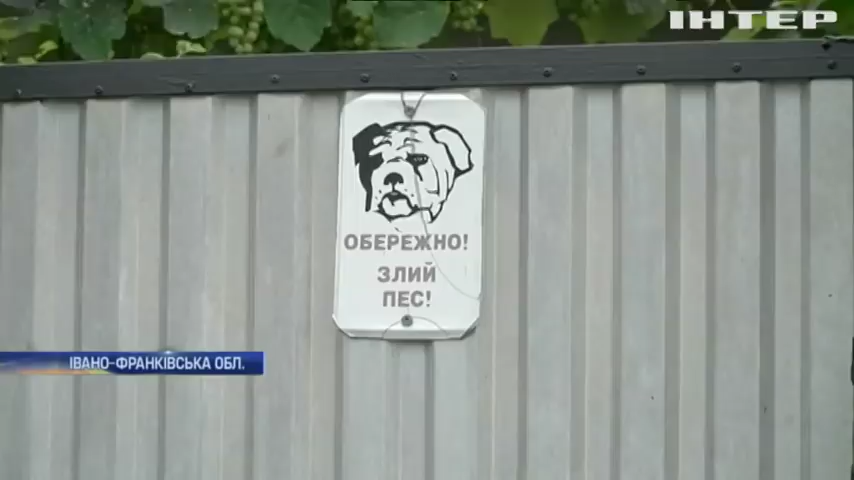 ІНТЕР
ОБЕРЕЖНО!
ЗЛИЙ
ПЕС!
ІВАНО-ФРАНКІВСЬКА ОБЛ.